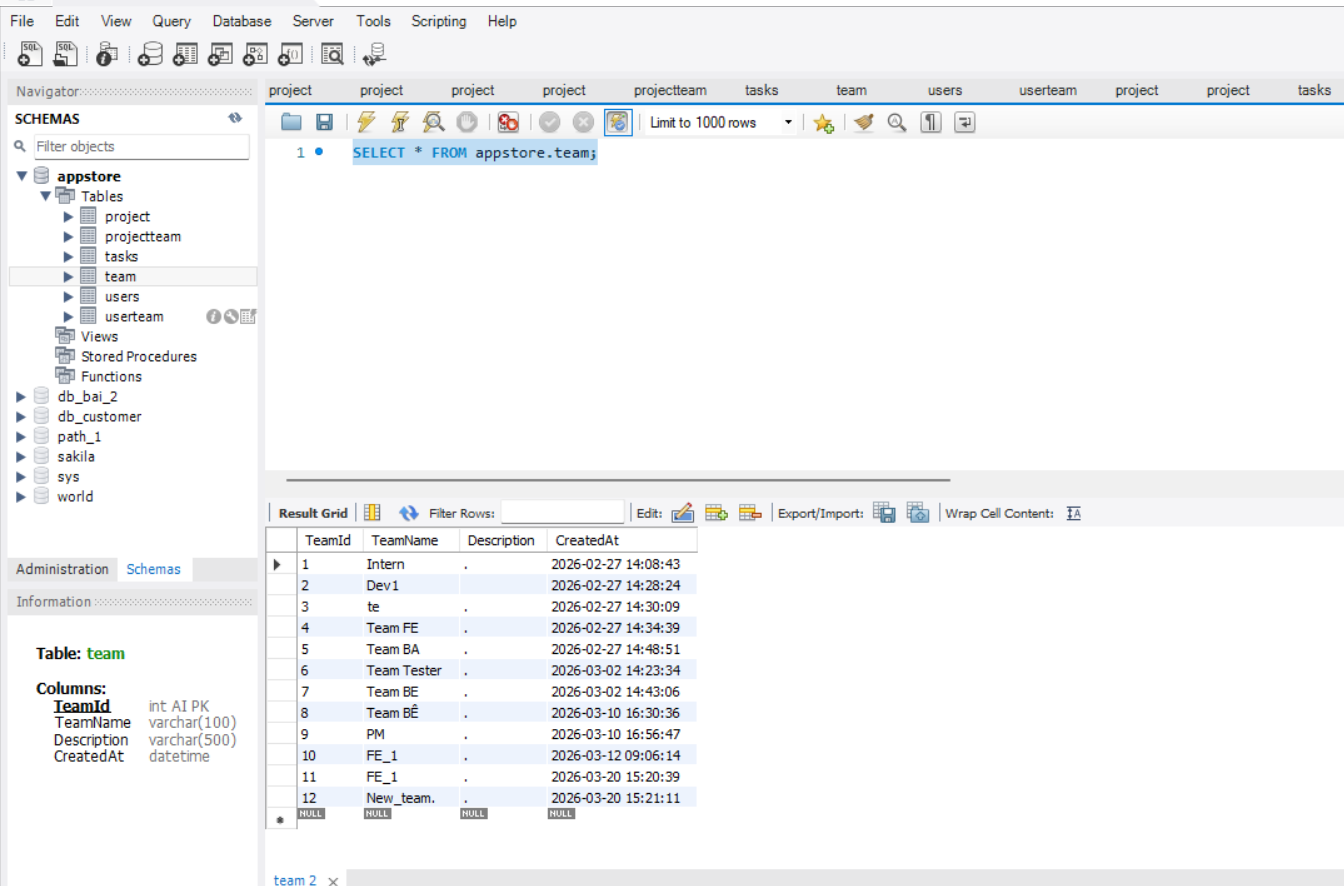 File Edit View Query Database Server Tools Scripting Help
SQL SQL
Navigator
project project project project projectteam tasks team users userteam project project tasks
SCHEMAS
Filter objects
Limit to 1000 rows
1 SELECT * FROM appstore.team;
appstore
Tables
project
projectteam
tasks
team
users
userteam
Views
Stored Procedures
Functions
db_bai_2
db_customer
path_1
sakila
sys
world
Administration Schemas
Information
Table: team
Columns:
TeamId int AI PK
TeamName varchar(100)
Description varchar(500)
CreatedAt datetime
Result Grid Filter Rows: Edit: Export/Import: Wrap Cell Content: IA
TeamId TeamName Description CreatedAt
1 Intern . 2026-02-27 14:08:43
2 Dev1 2026-02-27 14:28:24
3 te . 2026-02-27 14:30:09
4 Team FE . 2026-02-27 14:34:39
5 Team BA . 2026-02-27 14:48:51
6 Team Tester . 2026-03-02 14:23:34
7 Team BE . 2026-03-02 14:43:06
8 Team BÊ . 2026-03-10 16:30:36
9 PM . 2026-03-10 16:56:47
10 FE_1 . 2026-03-12 09:06:14
11 FE_1 . 2026-03-20 15:20:39
12 New_team. . 2026-03-20 15:21:11
NULL NULL NULL NULL
team 2